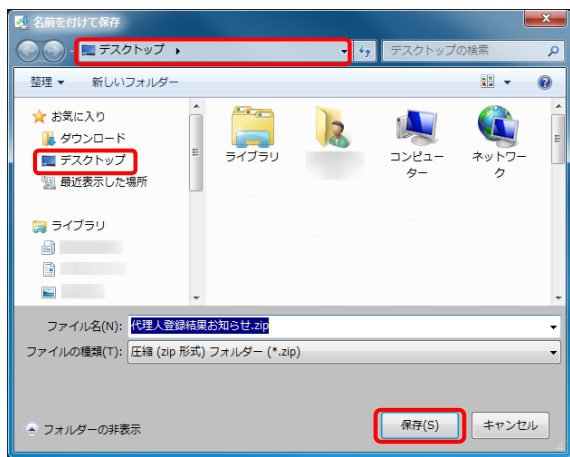 名前を付けて保存
デスクトップ
デスクトップの検索
整理
新しいフォルダー
お気に入り
ダウンロード
デスクトップ
最近表示した場所
ライブラリ
ライブラリ
コンピュー
ター
ネットワー
ク
ファイル名(N): 代理人登録結果お知らせ.zip
ファイルの種類(T): 圧縮 (zip 形式) フォルダー (*.zip)
フォルダーの非表示
保存(S)
キャンセル